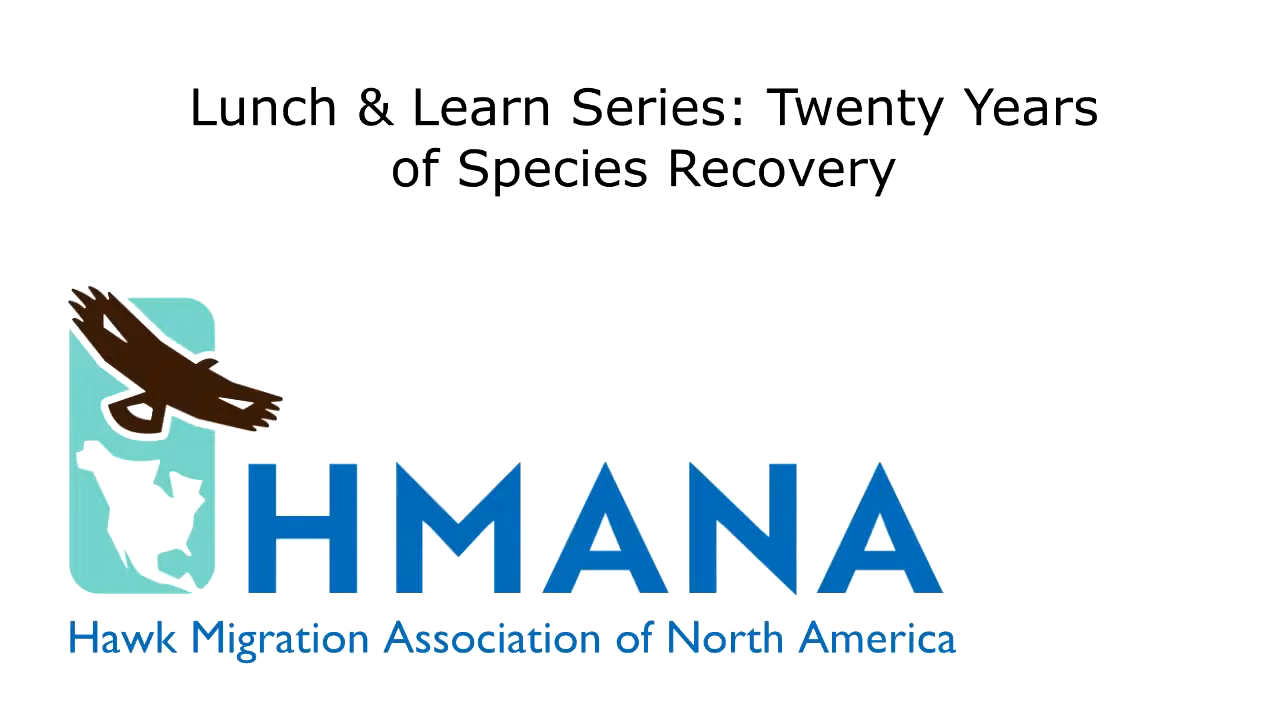 Lunch & Learn Series: Twenty Years
of Species Recovery
HMANA
Hawk Migration Association of North America